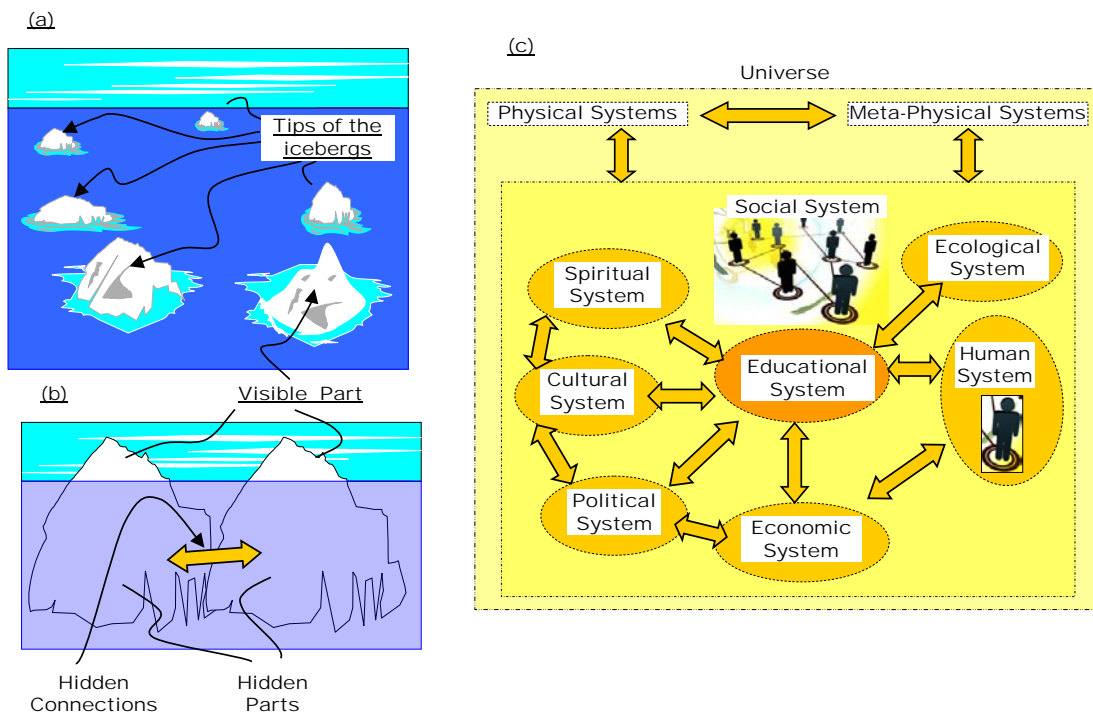 (a)
Tips of the
icebergs
(b)
Visible Part
Hidden
Connections
Hidden
Parts
(c)
Universe
Physical Systems
Meta-Physical Systems
Social System
Ecological
System
Spiritual
System
Human
System
Educational
System
Cultural
System
Political
System
Economic
System